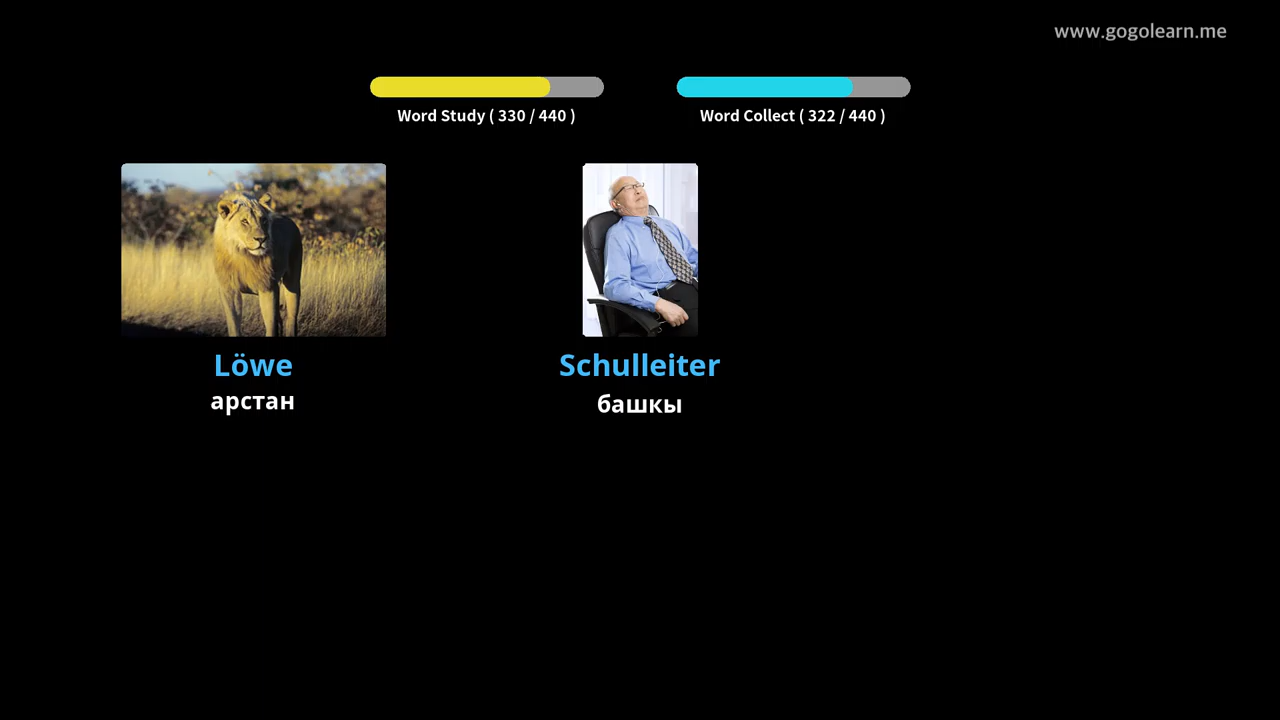 www.gogolearn.me
Word Study ( 330 / 440 )
Word Collect ( 322 / 440 )
Löwe
арстан
Schulleiter
башкы